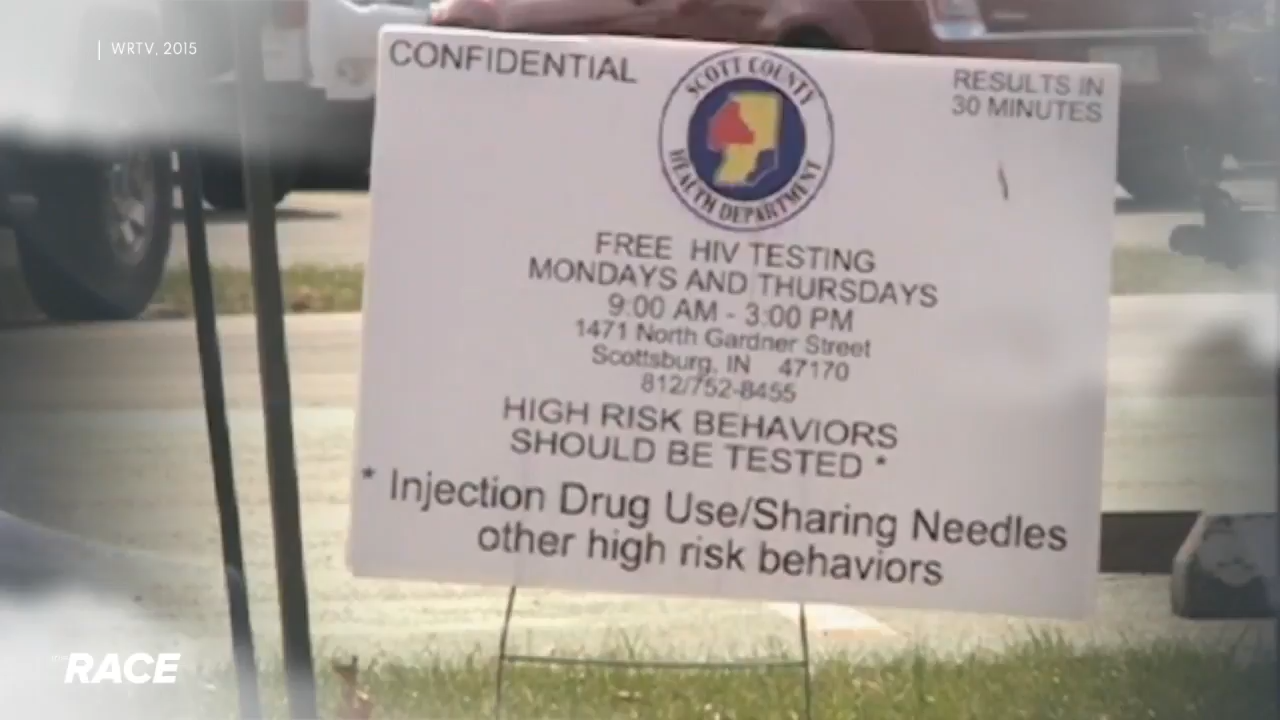 WRTV, 2015
CONFIDENTIAL
SCOTT COUNTY
HEALTH DEPARTMENT
RESULTS IN
30 MINUTES
FREE HIV TESTING
MONDAYS AND THURSDAYS
9:00 AM - 3:00 PM
1471 North Gardner Street
Scottsburg, IN 47170
812/752-8455
HIGH RISK BEHAVIORS
SHOULD BE TESTED *
* Injection Drug Use/Sharing Needles
other high risk behaviors
the RACE